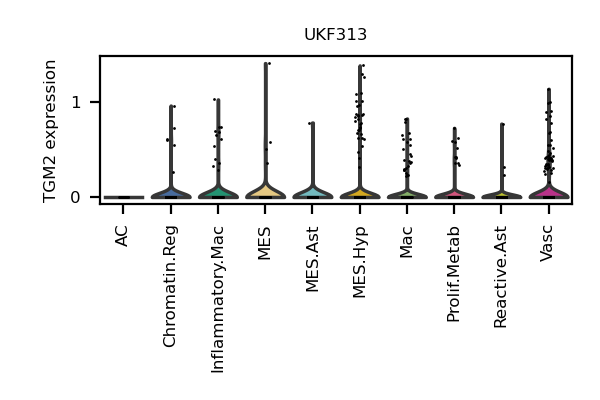 UKF313
TGM2 expression
1
0
AC
Chromatin.Reg
Inflammatory.Mac
MES
MES.Ast
MES.Hyp
Mac
Prolif.Metab
Reactive.Ast
Vasc